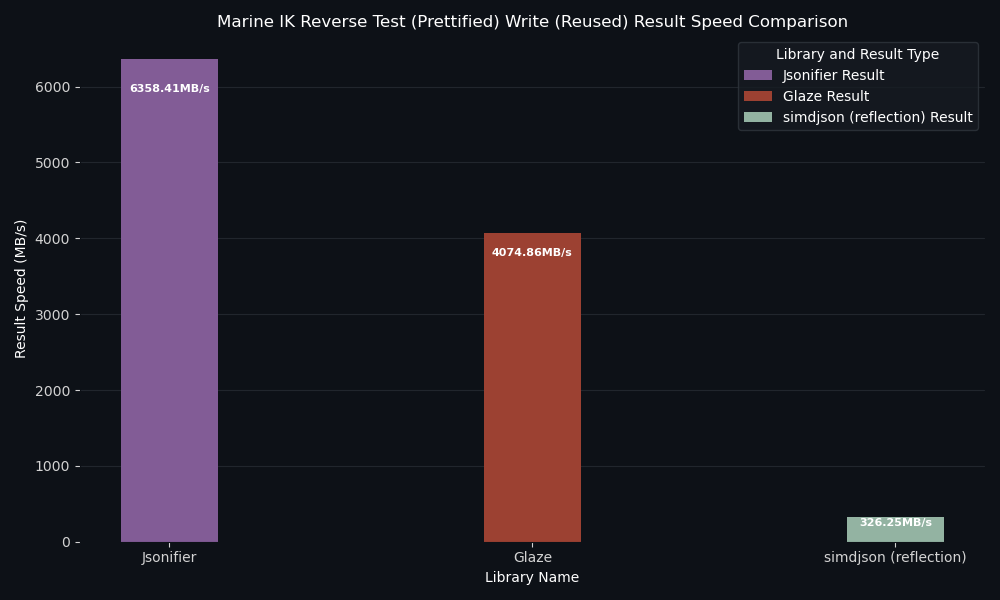 Marine IK Reverse Test (Prettified) Write (Reused) Result Speed Comparison
Library and Result Type
Jsonifier Result
Glaze Result
simdjson (reflection) Result
Result Speed (MB/s)
6000
5000
4000
3000
2000
1000
0
6358.41MB/s
4074.86MB/s
326.25MB/s
Jsonifier
Glaze
simdjson (reflection)
Library Name